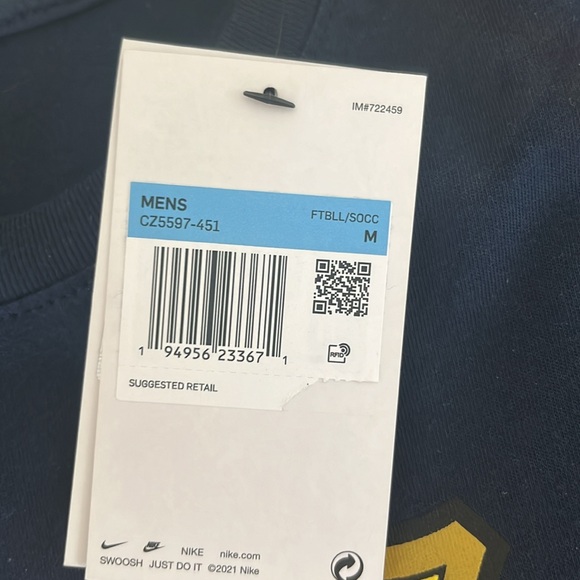 IM#722459
MENS
CZ5597-451
FTBLL/SOCC
M
1 94956 23367 1
RFID
SUGGESTED RETAIL
NIKE nike.com
SWOOSH JUST DO IT ©2021 Nike